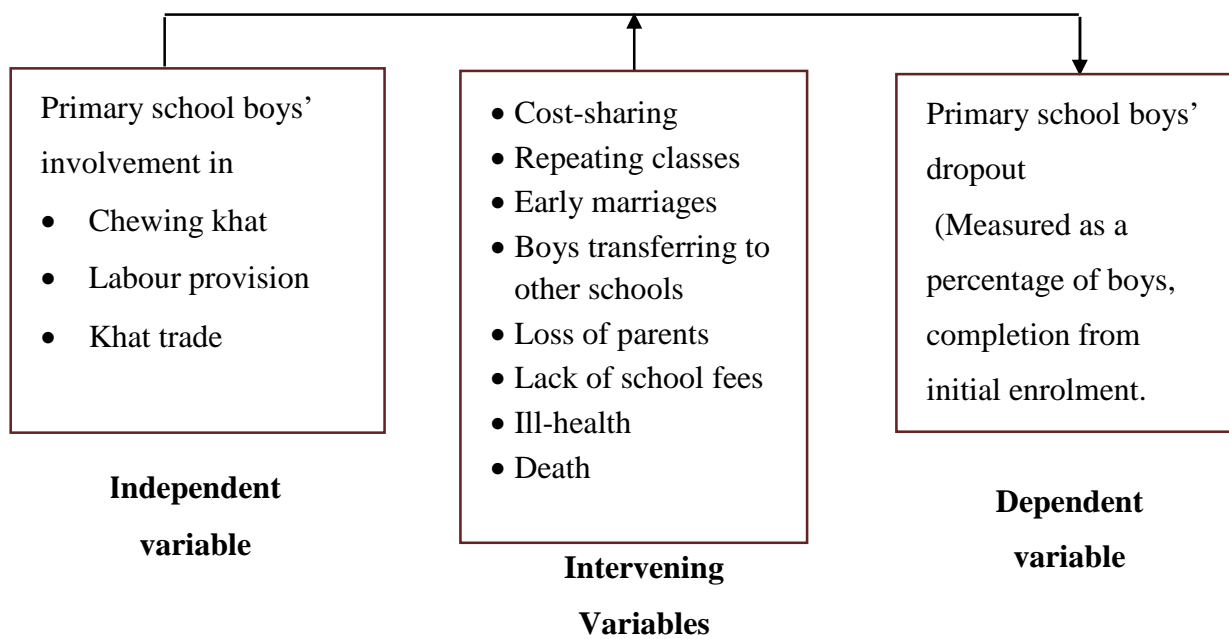 Primary school boys’
involvement in
• Chewing khat
• Labour provision
• Khat trade
Independent
variable
• Cost-sharing
• Repeating classes
• Early marriages
• Boys transferring to
other schools
• Loss of parents
• Lack of school fees
• Ill-health
• Death
Intervening
Variables
Primary school boys’
dropout
(Measured as a
percentage of boys,
completion from
initial enrolment.
Dependent
variable